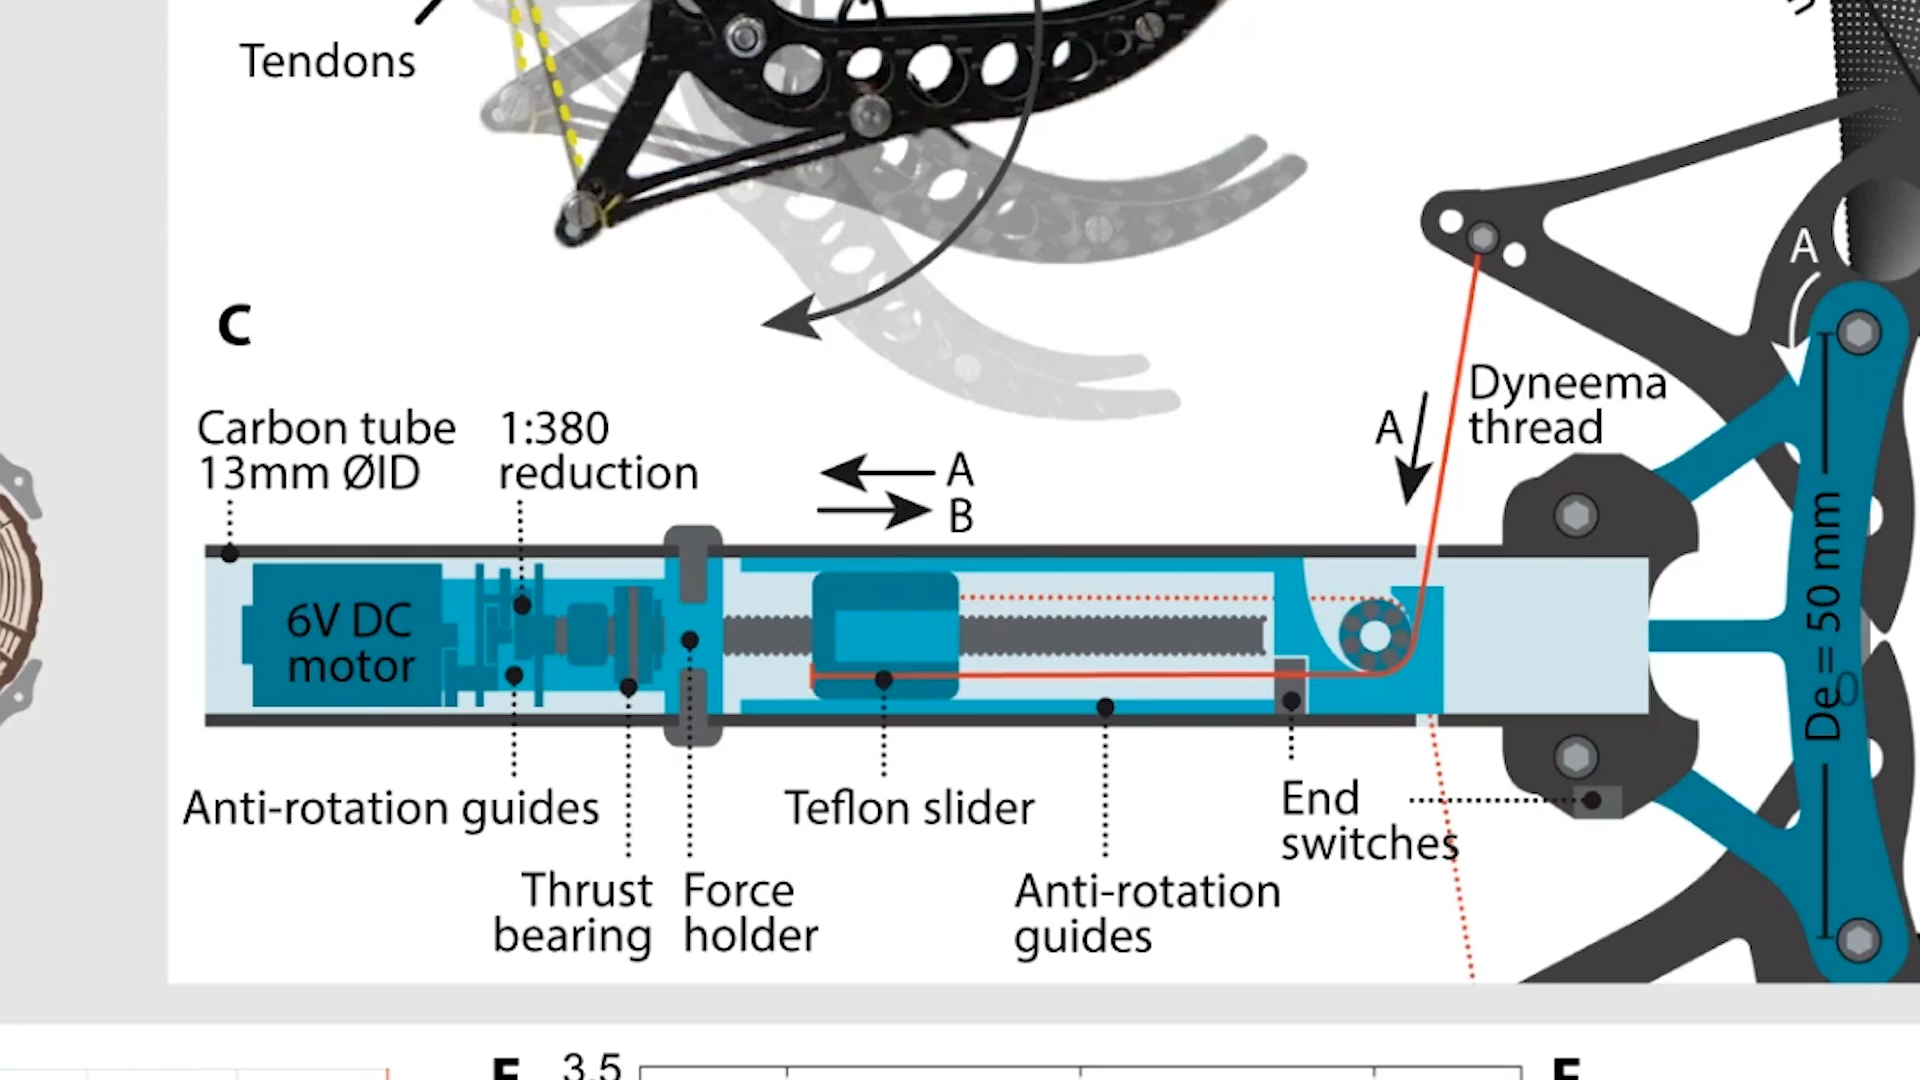 Tendons
A
C
Dyneema
thread
A
Carbon tube
13mm ØID
1:380
reduction
A
B
6V DC
motor
De = 50 mm
Anti-rotation guides
Teflon slider
End
switches
Thrust
bearing
Force
holder
Anti-rotation
guides
3.5